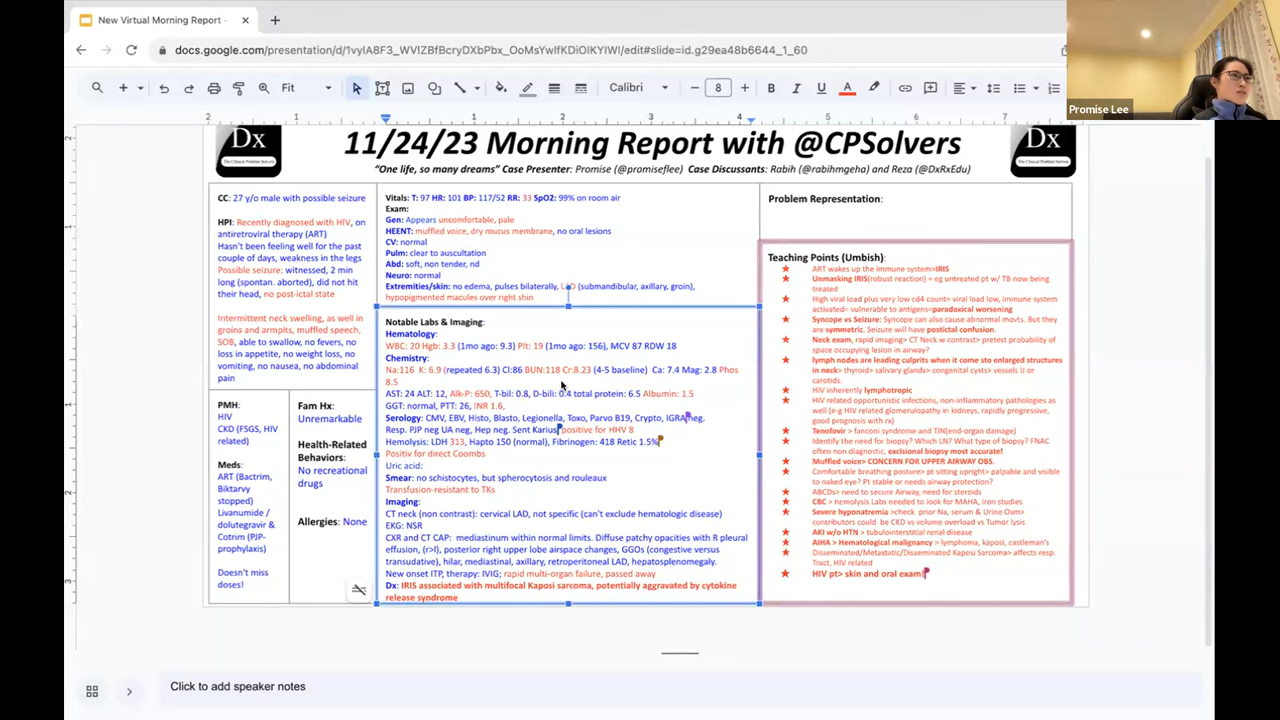 New Virtual Morning Report -
docs.google.com/presentation/d/1vylA8F3_WVlZBfBcryDXbPbx_OoMsYwlfKDiOlKYIWI/edit#slide=id.g29ea48b6644_1_60
Promise Lee
Fit
Calibri
8
2 1 1 2 3 4 5 6 7
Dx
The Clinical Problem Solvers
11/24/23 Morning Report with @CPSolvers
"One life, so many dreams" Case Presenter: Promise (@promiseflee) Case Discussants: Rabih (@rabihmgeha) and Reza (@DxRxEdu)
Dx
The Clinical Problem Solvers
CC: 27 y/o male with possible seizure
HPI: Recently diagnosed with HIV, on
antiretroviral therapy (ART)
Hasn't been feeling well for the past
couple of days, weakness in the legs
Possible seizure: witnessed, 2 min
long (spontan. aborted), did not hit
their head, no post-ictal state
Intermittent neck swelling, as well in
groins and armpits, muffled speech,
SOB, able to swallow, no fevers, no
loss in appetite, no weight loss, no
vomiting, no nausea, no abdominal
pain
PMH:
HIV
CKD (FSGS, HIV
related)
Meds:
ART (Bactrim,
Biktarvy
stopped)
Livanumide /
dolutegravir &
Cotrim (PJP-
prophylaxis)
Doesn't miss
doses!
Fam Hx:
Unremarkable
Health-Related
Behaviors:
No recreational
drugs
Allergies: None
Vitals: T: 97 HR: 101 BP: 117/52 RR: 33 SpO2: 99% on room air
Exam:
Gen: Appears uncomfortable, pale
HEENT: muffled voice, dry mucus membrane, no oral lesions
CV: normal
Pulm: clear to auscultation
Abd: soft, non tender, nd
Neuro: normal
Extremities/skin: no edema, pulses bilaterally, LAD (submandibular, axillary, groin),
hypopigmented macules over right shin
Notable Labs & Imaging:
Hematology:
WBC: 20 Hgb: 3.3 (1mo ago: 9.3) Plt: 19 (1mo ago: 156), MCV 87 RDW 18
Chemistry:
Na:116 K: 6.9 (repeated 6.3) Cl:86 BUN:118 Cr:8.23 (4-5 baseline) Ca: 7.4 Mag: 2.8 Phos
8.5
AST: 24 ALT: 12, Alk-P: 650, T-bil: 0.8, D-bili: 0.4 total protein: 6.5 Albumin: 1.5
GGT: normal, PTT: 26, INR 1.6,
Serology: CMV, EBV, Histo, Blasto, Legionella, Toxo, Parvo B19, Crypto, IGRA neg.
Resp. PJP neg UA neg, Hep neg. Sent Karius positive for HHV 8
Hemolysis: LDH 313, Hapto 150 (normal), Fibrinogen: 418 Retic 1.5%
Positiv for direct Coombs
Uric acid:
Smear: no schistocytes, but spherocytosis and rouleaux
Transfusion-resistant to TKs
Imaging:
CT neck (non contrast): cervical LAD, not specific (can't exclude hematologic disease)
EKG: NSR
CXR and CT CAP: mediastinum within normal limits. Diffuse patchy opacities with R pleural
effusion, (r>l), posterior right upper lobe airspace changes, GGOs (congestive versus
transudative), hilar, mediastinal, axillary, retroperitoneal LAD, hepatosplenomegaly.
New onset ITP, therapy: IVIG; rapid multi-organ failure, passed away
Dx: IRIS associated with multifocal Kaposi sarcoma, potentially aggravated by cytokine
release syndrome
Problem Representation:
Teaching Points (Umbish):
★ ART wakes up the immune system>IRIS
★ Unmasking IRIS(robust reaction) = eg untreated pt w/ TB now being
treated
★ High viral load plus very low cd4 count= viral load low, immune system
activated= vulnerable to antigens=paradoxical worsening
★ Syncope vs Seizure: Syncope can also cause abnormal movts. But they
are symmetric. Seizure will have postictal confusion.
★ Neck exam, rapid imaging> CT Neck w contrast> pretest probability of
space occupying lesion in airway?
★ lymph nodes are leading culprits when it come sto enlarged structures
in neck> thyroid> salivary glands> congenital cysts> vessels IJ or
carotids.
★ HIV inherently lymphotropic
★ HIV related opportunistic infections, non-inflammatory pathologies as
well (e-g HIV related glomerulopathy in kidneys, rapidly progressive,
good prognosis with rx)
★ Tenofovir > fanconi syndrome and TIN(end-organ damage)
★ Identify the need for biopsy? Which LN? What type of biopsy? FNAC
often non diagnostic, excisional biopsy most accurate!
★ Muffled voice> CONCERN FOR UPPER AIRWAY OBS.
★ Comfortable breathing posture> pt sitting upright> palpable and visible
to naked eye? Pt stable or needs airway protection?
★ ABCDs> need to secure Airway, need for steroids
★ CBC > hemolysis Labs needed to look for MAHA, iron studies
★ Severe hyponatremia >check prior Na, serum & Urine Osm>
contributors could be CKD vs volume overload vs Tumor lysis
★ AKI w/o HTN > tubulointerstitial renal disease
★ AIHA > Hematological malignancy > lymphoma, kaposi, castleman's
★ Disseminated/Metastatic/Disseminated Kaposi Sarcoma> affects resp.
Tract, HIV related
★ HIV pt> skin and oral exam!
Click to add speaker notes